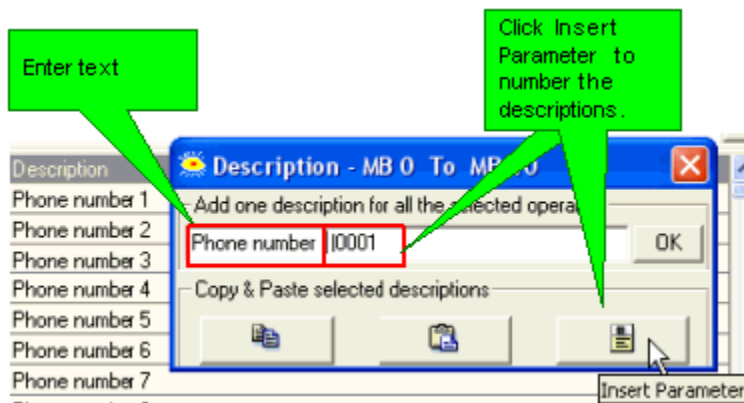 Enter text
Click Insert
Parameter to
number the
descriptions.
Description
Phone number 1
Phone number 2
Phone number 3
Phone number 4
Phone number 5
Phone number 6
Phone number 7
Description - MB 0 To MB
Add one description for all the selected
Phone number |0001
OK
Copy & Paste selected descriptions
Insert Parameter